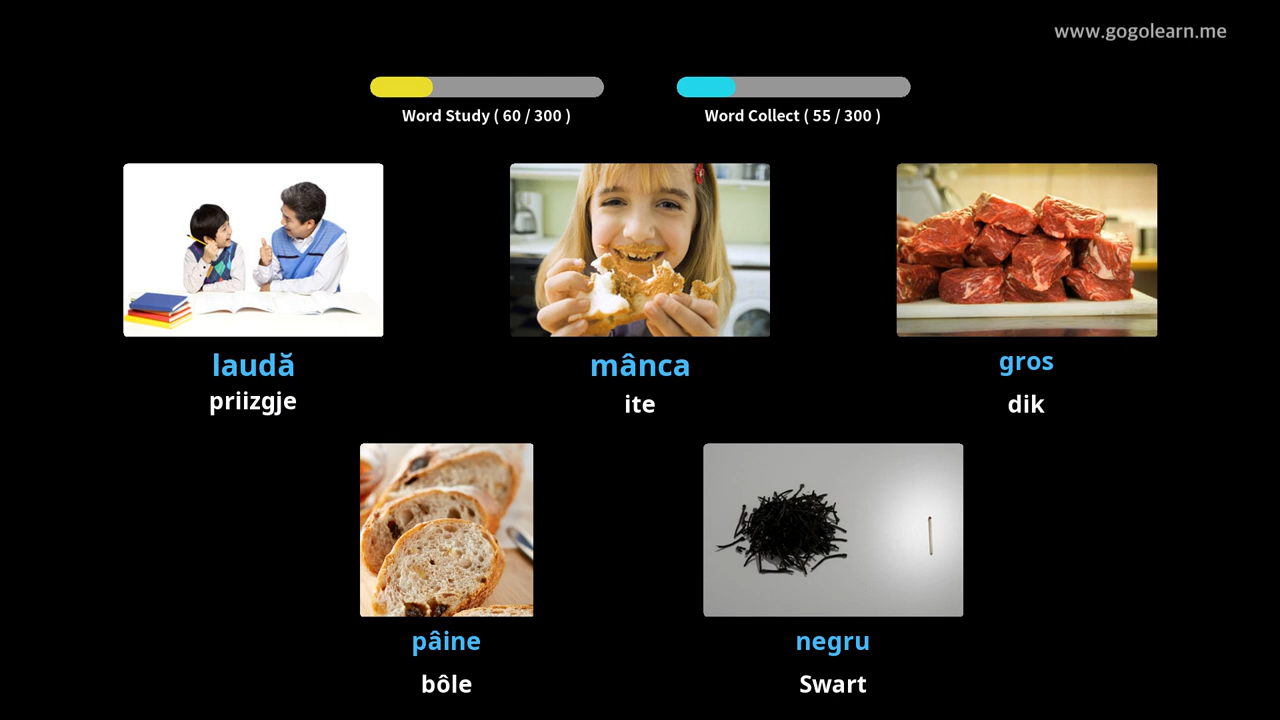 www.gogolearn.me
Word Study ( 60 / 300 )
Word Collect ( 55 / 300 )
laudă
priizgje
mânca
ite
gros
dik
pâine
bôle
negru
Swart